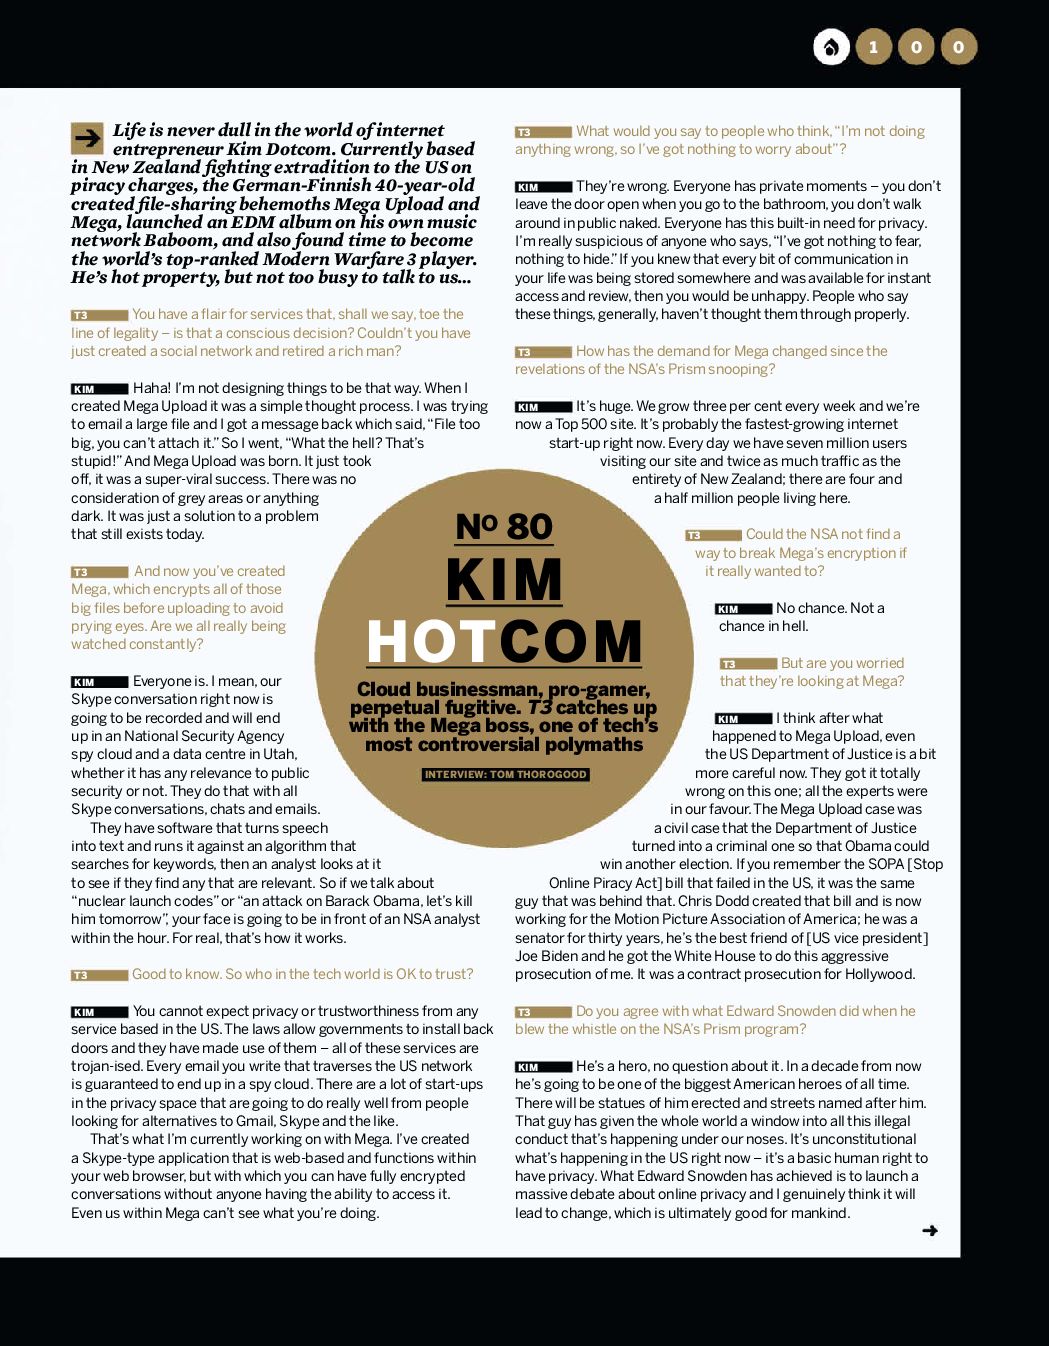 1 0 0
Life is never dull in the world of internet
entrepreneur Kim Dotcom. Currently based
in New Zealand fighting extradition to the US on
piracy charges, the German-Finnish 40-year-old
created file-sharing behemoths Mega Upload and
Mega, launched an EDM album on his own music
network Baboom, and also found time to become
the world's top-ranked Modern Warfare 3 player.
He's hot property, but not too busy to talk to us...
T3 You have a flair for services that, shall we say, toe the
line of legality – is that a conscious decision? Couldn't you have
just created a social network and retired a rich man?
KIM Haha! I'm not designing things to be that way. When I
created Mega Upload it was a simple thought process. I was trying
to email a large file and I got a message back which said, "File too
big, you can't attach it." So I went, "What the hell? That's
stupid!" And Mega Upload was born. It just took
off, it was a super-viral success. There was no
consideration of grey areas or anything
dark. It was just a solution to a problem
that still exists today.
T3 And now you've created
Mega, which encrypts all of those
big files before uploading to avoid
prying eyes. Are we all really being
watched constantly?
KIM Everyone is. I mean, our
Skype conversation right now is
going to be recorded and will end
up in an National Security Agency
spy cloud and a data centre in Utah,
whether it has any relevance to public
security or not. They do that with all
Skype conversations, chats and emails.
They have software that turns speech
into text and runs it against an algorithm that
searches for keywords, then an analyst looks at it
to see if they find any that are relevant. So if we talk about
"nuclear launch codes" or "an attack on Barack Obama, let's kill
him tomorrow", your face is going to be in front of an NSA analyst
within the hour. For real, that's how it works.
T3 Good to know. So who in the tech world is OK to trust?
KIM You cannot expect privacy or trustworthiness from any
service based in the US. The laws allow governments to install back
doors and they have made use of them – all of these services are
trojan-ised. Every email you write that traverses the US network
is guaranteed to end up in a spy cloud. There are a lot of start-ups
in the privacy space that are going to do really well from people
looking for alternatives to Gmail, Skype and the like.
That's what I'm currently working on with Mega. I've created
a Skype-type application that is web-based and functions within
your web browser, but with which you can have fully encrypted
conversations without anyone having the ability to access it.
Even us within Mega can't see what you're doing.
No 80
KIM
HOTCOM
Cloud businessman, pro-gamer,
perpetual fugitive. T3 catches up
with the Mega boss, one of tech's
most controversial polymaths
INTERVIEW: TOM THOROGOOD
T3 What would you say to people who think, "I'm not doing
anything wrong, so I've got nothing to worry about"?
KIM They're wrong. Everyone has private moments – you don't
leave the door open when you go to the bathroom, you don't walk
around in public naked. Everyone has this built-in need for privacy.
I'm really suspicious of anyone who says, "I've got nothing to fear,
nothing to hide." If you knew that every bit of communication in
your life was being stored somewhere and was available for instant
access and review, then you would be unhappy. People who say
these things, generally, haven't thought them through properly.
T3 How has the demand for Mega changed since the
revelations of the NSA's Prism snooping?
KIM It's huge. We grow three per cent every week and we're
now a Top 500 site. It's probably the fastest-growing internet
start-up right now. Every day we have seven million users
visiting our site and twice as much traffic as the
entirety of New Zealand; there are four and
a half million people living here.
T3 Could the NSA not find a
way to break Mega's encryption if
it really wanted to?
KIM No chance. Not a
chance in hell.
T3 But are you worried
that they're looking at Mega?
KIM I think after what
happened to Mega Upload, even
the US Department of Justice is a bit
more careful now. They got it totally
wrong on this one; all the experts were
in our favour. The Mega Upload case was
a civil case that the Department of Justice
turned into a criminal one so that Obama could
win another election. If you remember the SOPA [Stop
Online Piracy Act] bill that failed in the US, it was the same
guy that was behind that. Chris Dodd created that bill and is now
working for the Motion Picture Association of America; he was a
senator for thirty years, he's the best friend of [US vice president]
Joe Biden and he got the White House to do this aggressive
prosecution of me. It was a contract prosecution for Hollywood.
T3 Do you agree with what Edward Snowden did when he
blew the whistle on the NSA's Prism program?
KIM He's a hero, no question about it. In a decade from now
he's going to be one of the biggest American heroes of all time.
There will be statues of him erected and streets named after him.
That guy has given the whole world a window into all this illegal
conduct that's happening under our noses. It's unconstitutional
what's happening in the US right now – it's a basic human right to
have privacy. What Edward Snowden has achieved is to launch a
massive debate about online privacy and I genuinely think it will
lead to change, which is ultimately good for mankind.